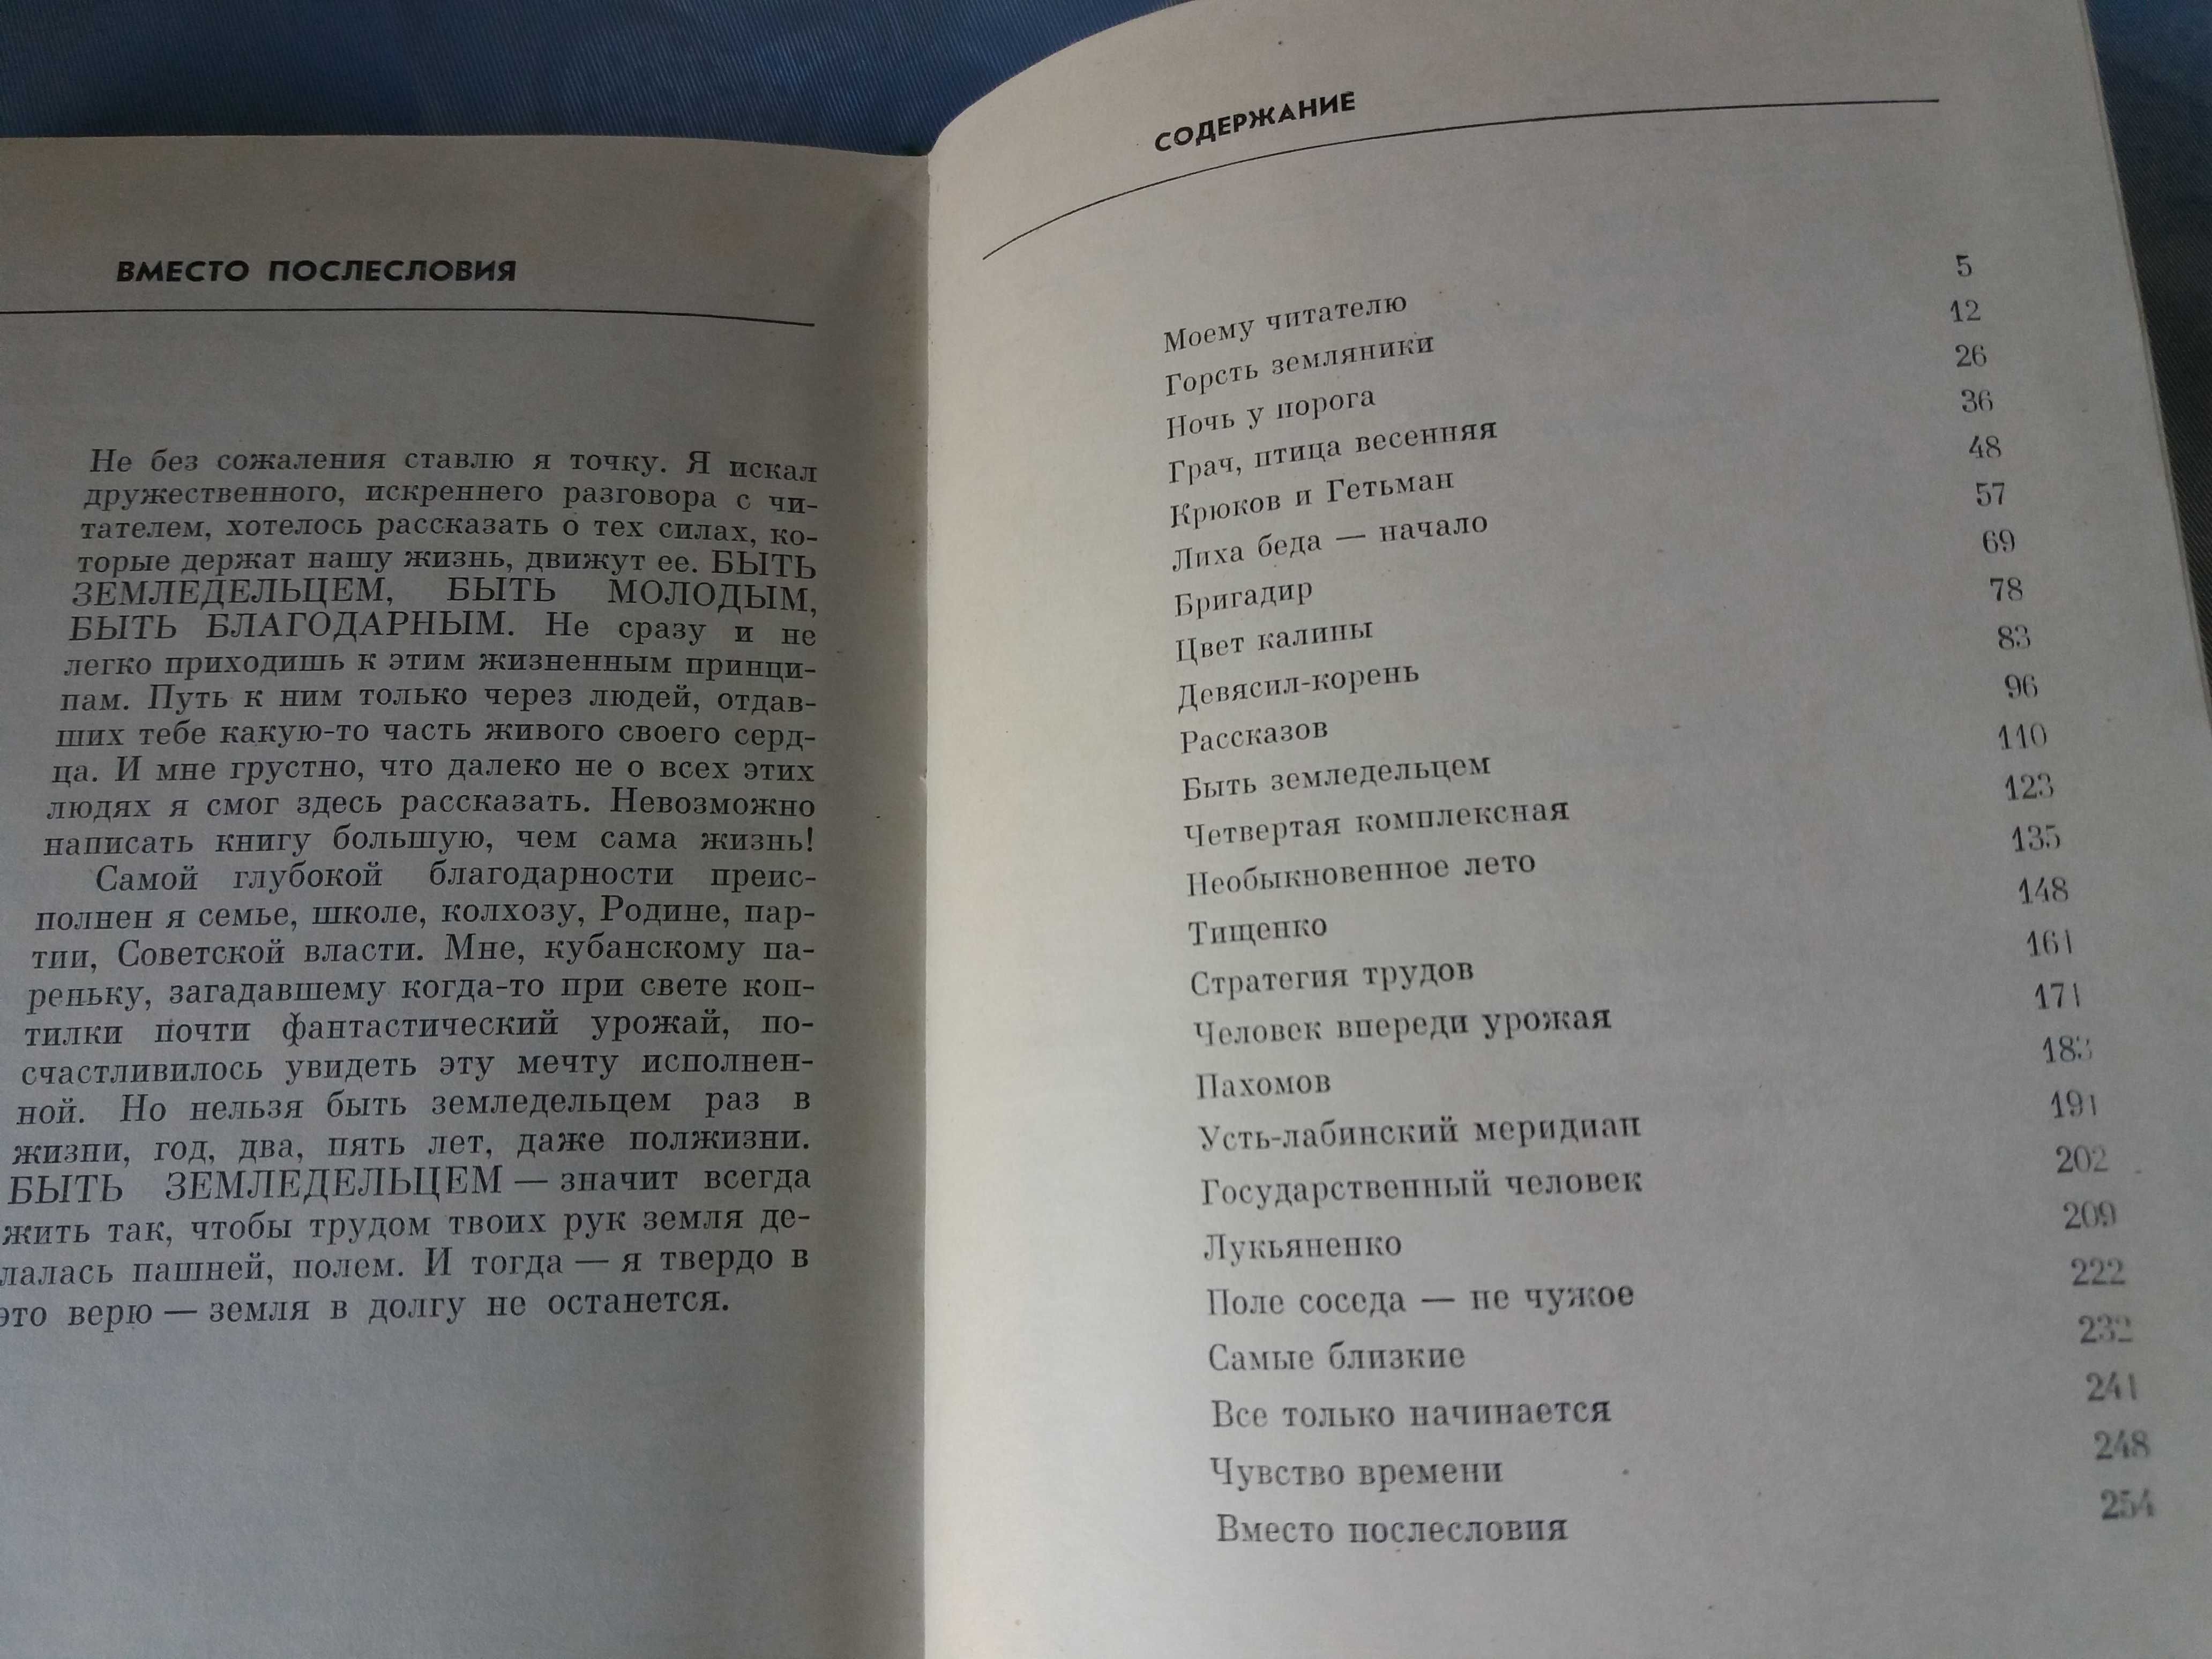 ВМЕСТО ПОСЛЕСЛОВИЯ
Не без сожаления ставлю я точку. Я искал
дружественного, искреннего разговора с чи-
тателем, хотелось рассказать о тех силах, ко-
торые держат нашу жизнь, движут ее. БЫТЬ
ЗЕМЛЕДЕЛЬЦЕМ, БЫТЬ МОЛОДЫМ,
БЫТЬ БЛАГОДАРНЫМ. Не сразу и не
легко приходишь к этим жизненным принци-
пам. Путь к ним только через людей, отдав-
ших тебе какую-то часть живого своего серд-
ца. И мне грустно, что далеко не о всех этих
людях я смог здесь рассказать. Невозможно
написать книгу большую, чем сама жизнь!
Самой глубокой благодарности преис-
полнен я семье, школе, колхозу, Родине, пар-
тии, Советской власти. Мне, кубанскому па-
реньку, загадавшему когда-то при свете коп-
тилки почти фантастический урожай, по-
счастливилось увидеть эту мечту исполнен-
ной. Но нельзя быть земледельцем раз в
жизни, год, два, пять лет, даже полжизни.
БЫТЬ ЗЕМЛЕДЕЛЬЦЕМ — значит всегда
жить так, чтобы трудом твоих рук земля де-
лалась пашней, полем. И тогда — я твердо в
это верю — земля в долгу не останется.
СОДЕРЖАНИЕ
Моему читателю 5
Горсть земляники 12
Ночь у порога 26
Грач, птица весенняя 36
Крюков и Гетьман 48
Лиха беда — начало 57
Бригадир 69
Цвет калины 78
Девясил-корень 83
Рассказов 96
Быть земледельцем 110
Четвертая комплексная 123
Необыкновенное лето 135
Тищенко 148
Стратегия трудов 161
Человек впереди урожая 171
Пахомов 183
Усть-лабинский меридиан 191
Государственный человек 202
Лукьяненко 209
Поле соседа — не чужое 222
Самые близкие 232
Все только начинается 241
Чувство времени 248
Вместо послесловия 254